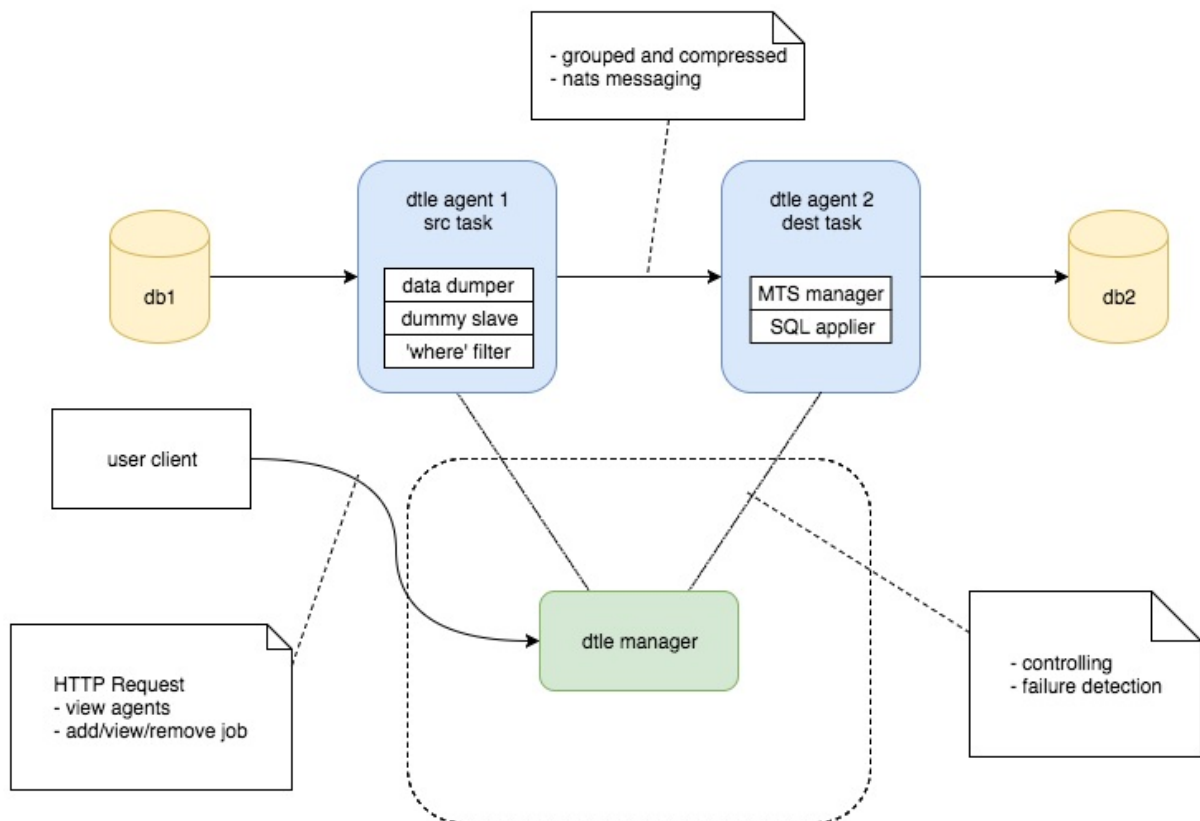 - grouped and compressed
- nats messaging
dtle agent 1
src task
data dumper
dummy slave
'where' filter
dtle agent 2
dest task
MTS manager
SQL applier
db1
db2
user client
dtle manager
HTTP Request
- view agents
- add/view/remove job
- controlling
- failure detection